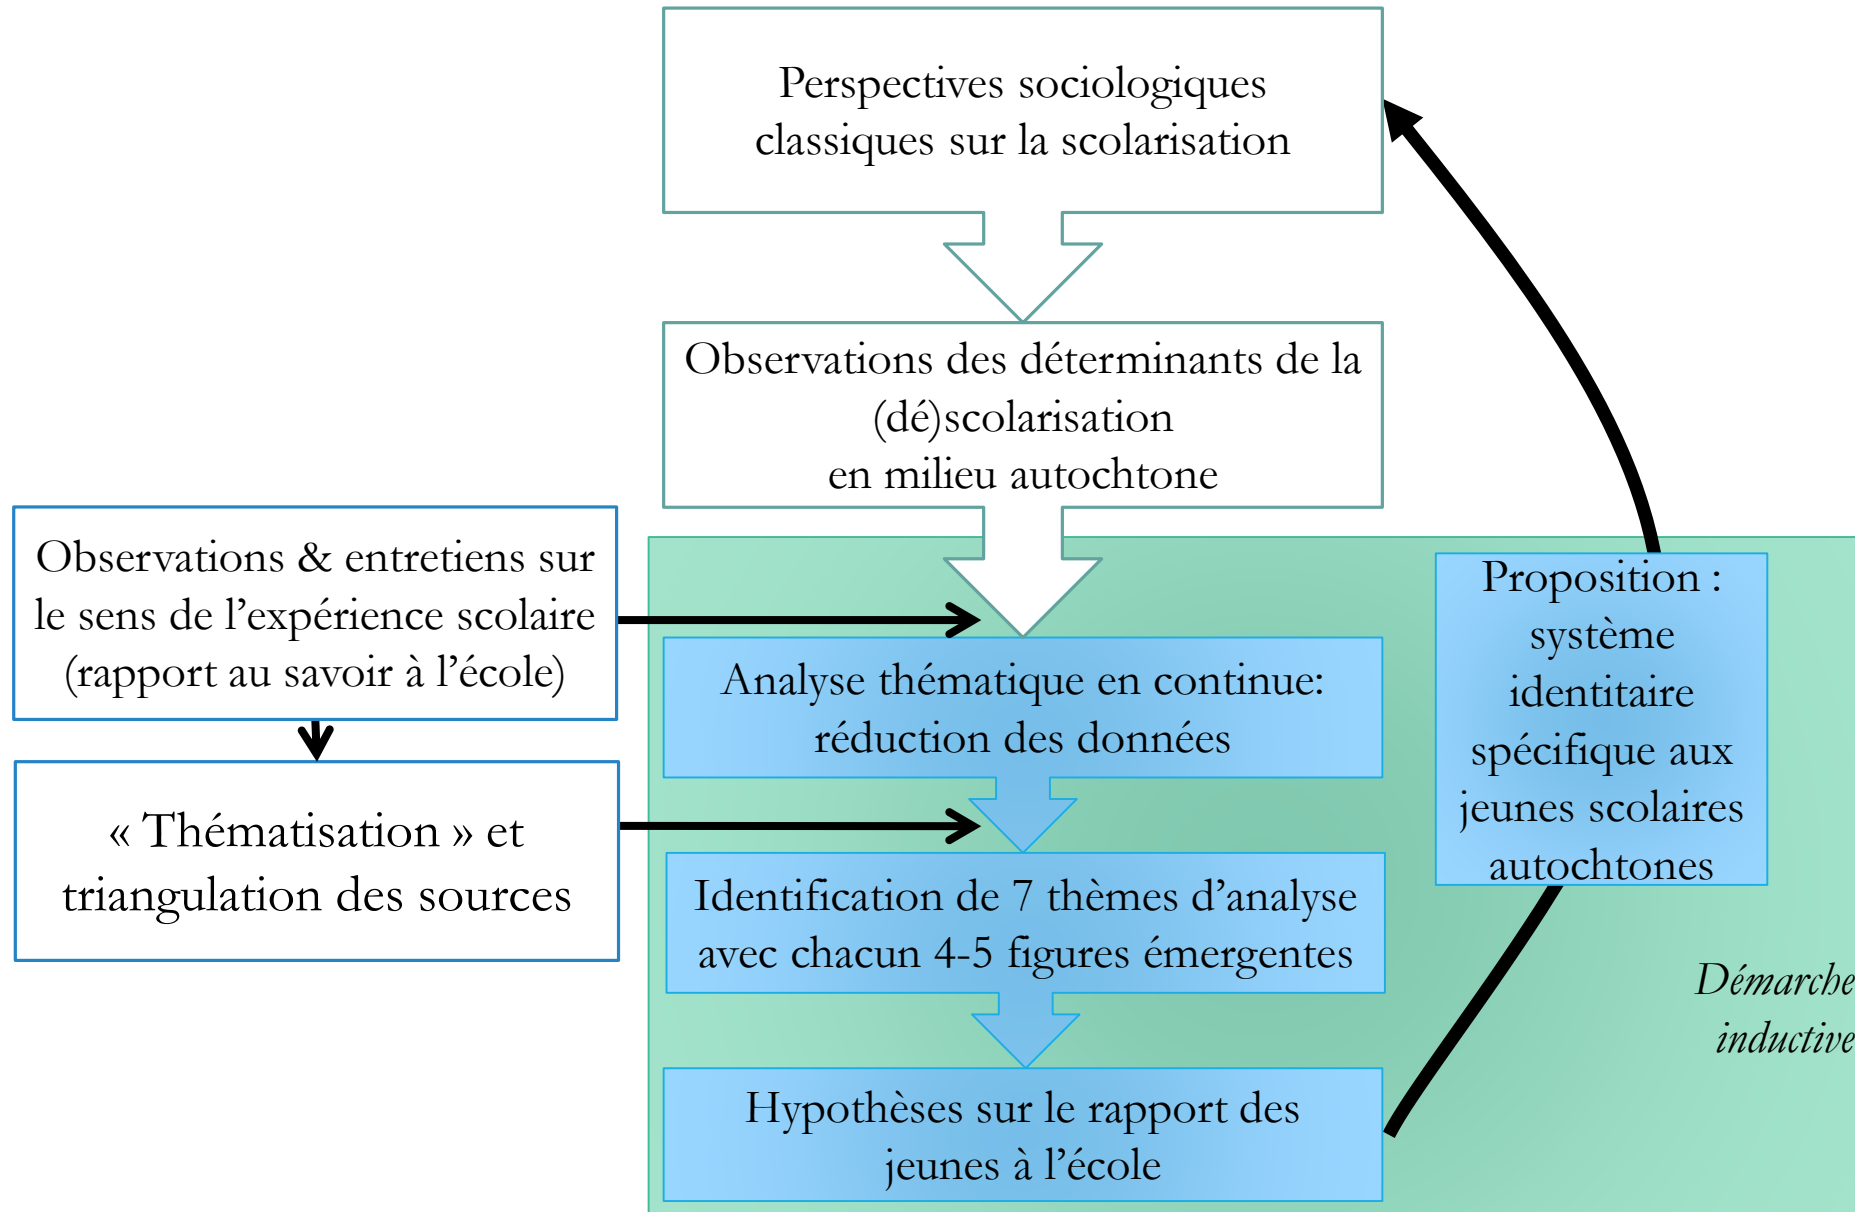 Perspectives sociologiques
classiques sur la scolarisation
Observations des déterminants de la
(dé)scolarisation
en milieu autochtone
Observations & entretiens sur
le sens de l’expérience scolaire
(rapport au savoir à l’école)
« Thématisation » et
triangulation des sources
Analyse thématique en continue:
réduction des données
Identification de 7 thèmes d’analyse
avec chacun 4-5 figures émergentes
Hypothèses sur le rapport des
jeunes à l’école
Proposition :
système
identitaire
spécifique aux
jeunes scolaires
autochtones
Démarche
inductive